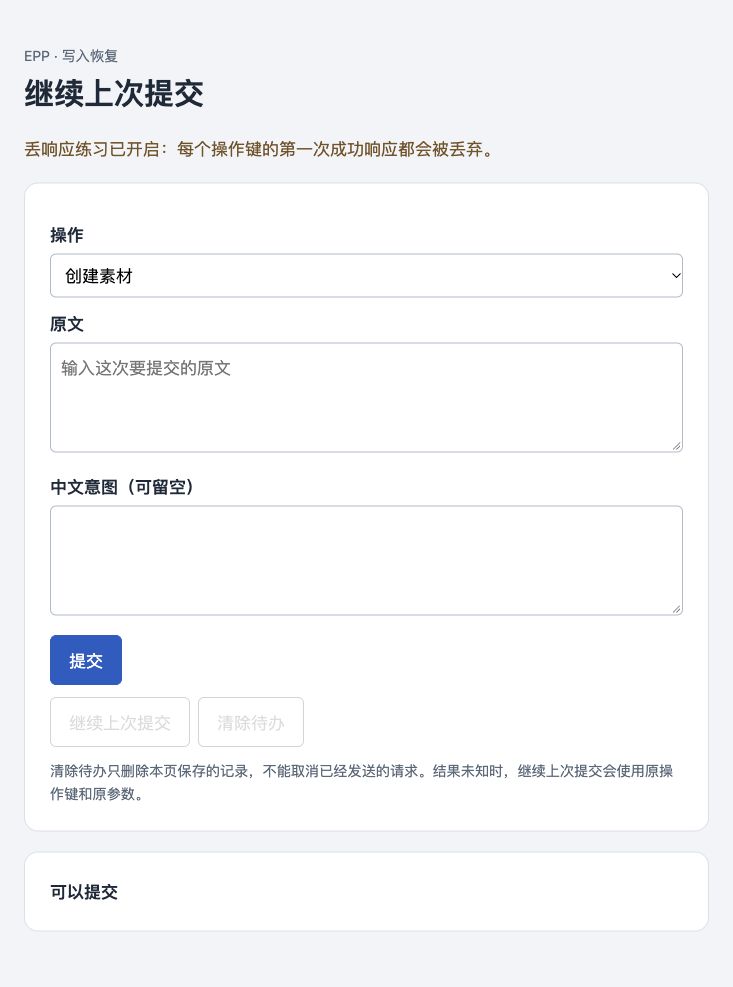 EPP · 写入恢复
继续上次提交
丢响应练习已开启：每个操作键的第一次成功响应都会被丢弃。
操作
创建素材
原文
输入这次要提交的原文
中文意图（可留空）
提交
继续上次提交
清除待办
清除待办只删除本页保存的记录，不能取消已经发送的请求。结果未知时，继续上次提交会使用原操
作键和原参数。
可以提交